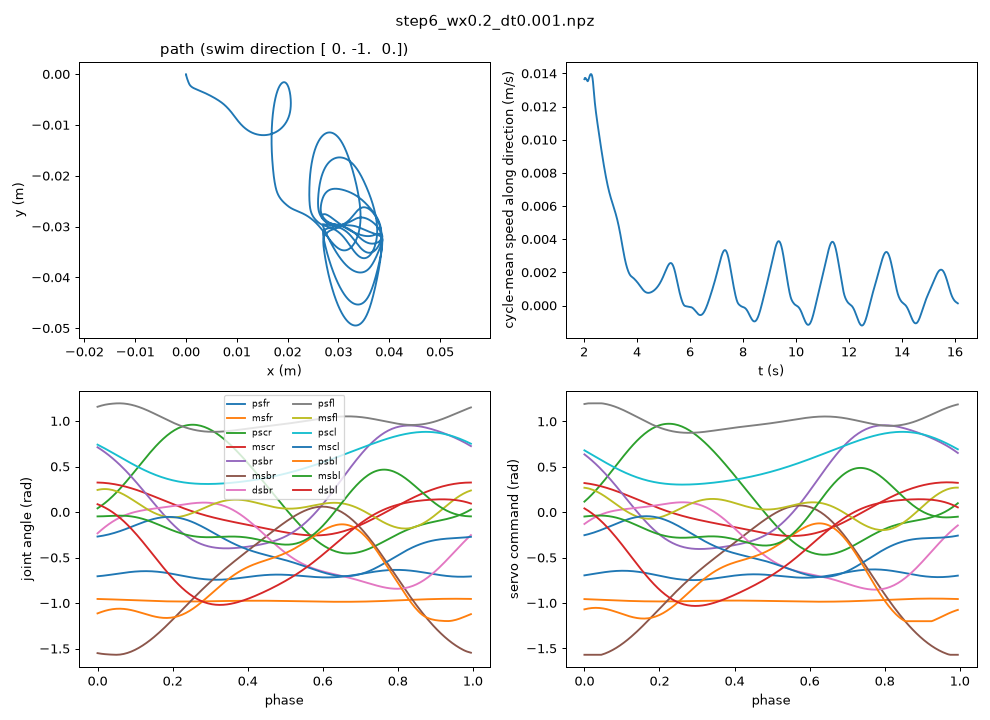 step6_wx0.2_dt0.001.npz
path (swim direction [ 0. -1.  0.])
0.00
−0.01
−0.02
−0.03
−0.04
−0.05
y (m)
−0.02 −0.01 0.00 0.01 0.02 0.03 0.04 0.05
x (m)
0.014
0.012
0.010
0.008
0.006
0.004
0.002
0.000
cycle-mean speed along direction (m/s)
2 4 6 8 10 12 14 16
t (s)
1.0
0.5
0.0
−0.5
−1.0
−1.5
joint angle (rad)
psfr psfl
msfr msfl
pscr pscl
mscr mscl
psbr psbl
msbr msbl
dsbr dsbl
0.0 0.2 0.4 0.6 0.8 1.0
phase
1.0
0.5
0.0
−0.5
−1.0
−1.5
servo command (rad)
0.0 0.2 0.4 0.6 0.8 1.0
phase